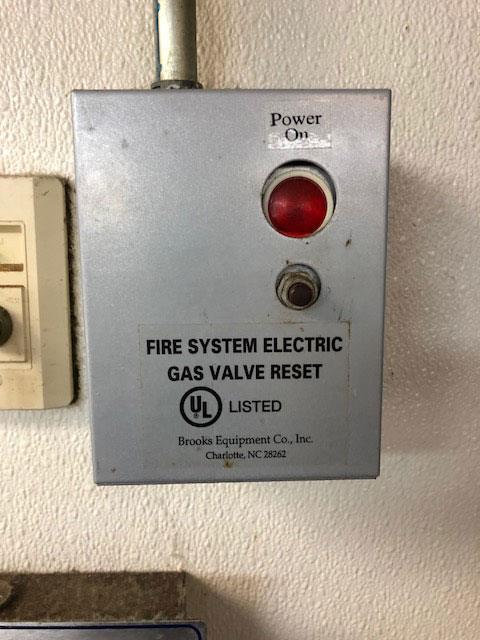 Power
On
FIRE SYSTEM ELECTRIC
GAS VALVE RESET
UL LISTED
Brooks Equipment Co., Inc.
Charlotte, NC 28262